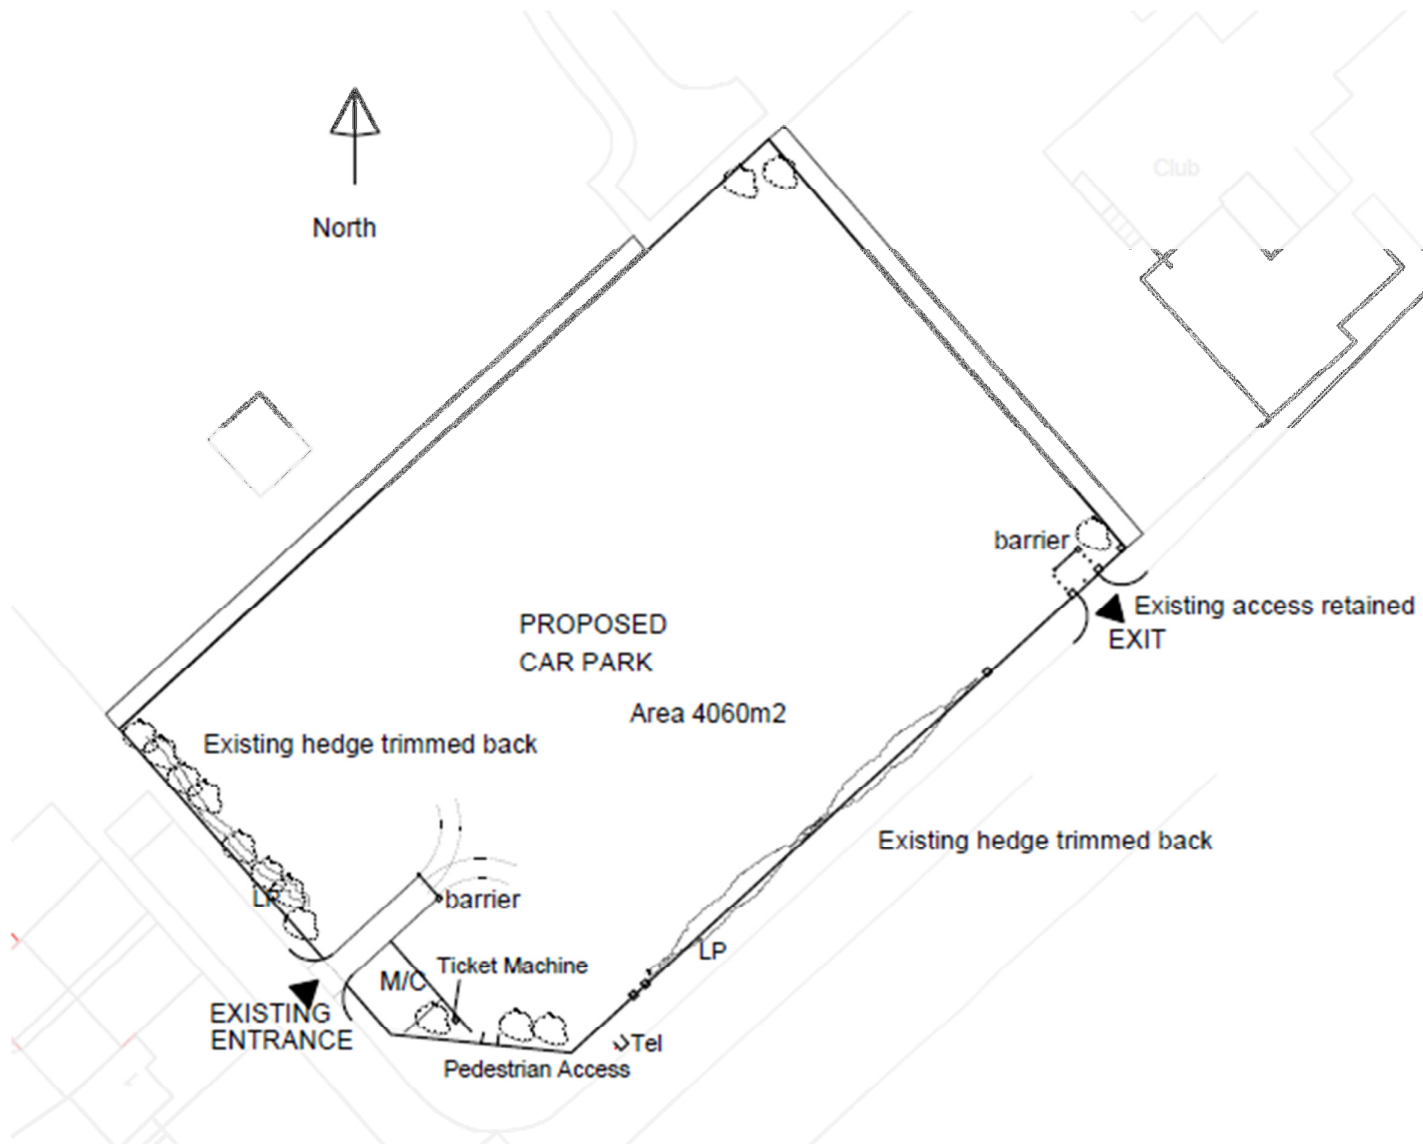 Club
North
barrier
Existing access retained
EXIT
PROPOSED
CAR PARK
Area 4060m2
Existing hedge trimmed back
Existing hedge trimmed back
LP
barrier
LP
Ticket Machine
M/C
EXISTING
ENTRANCE
Tel
Pedestrian Access